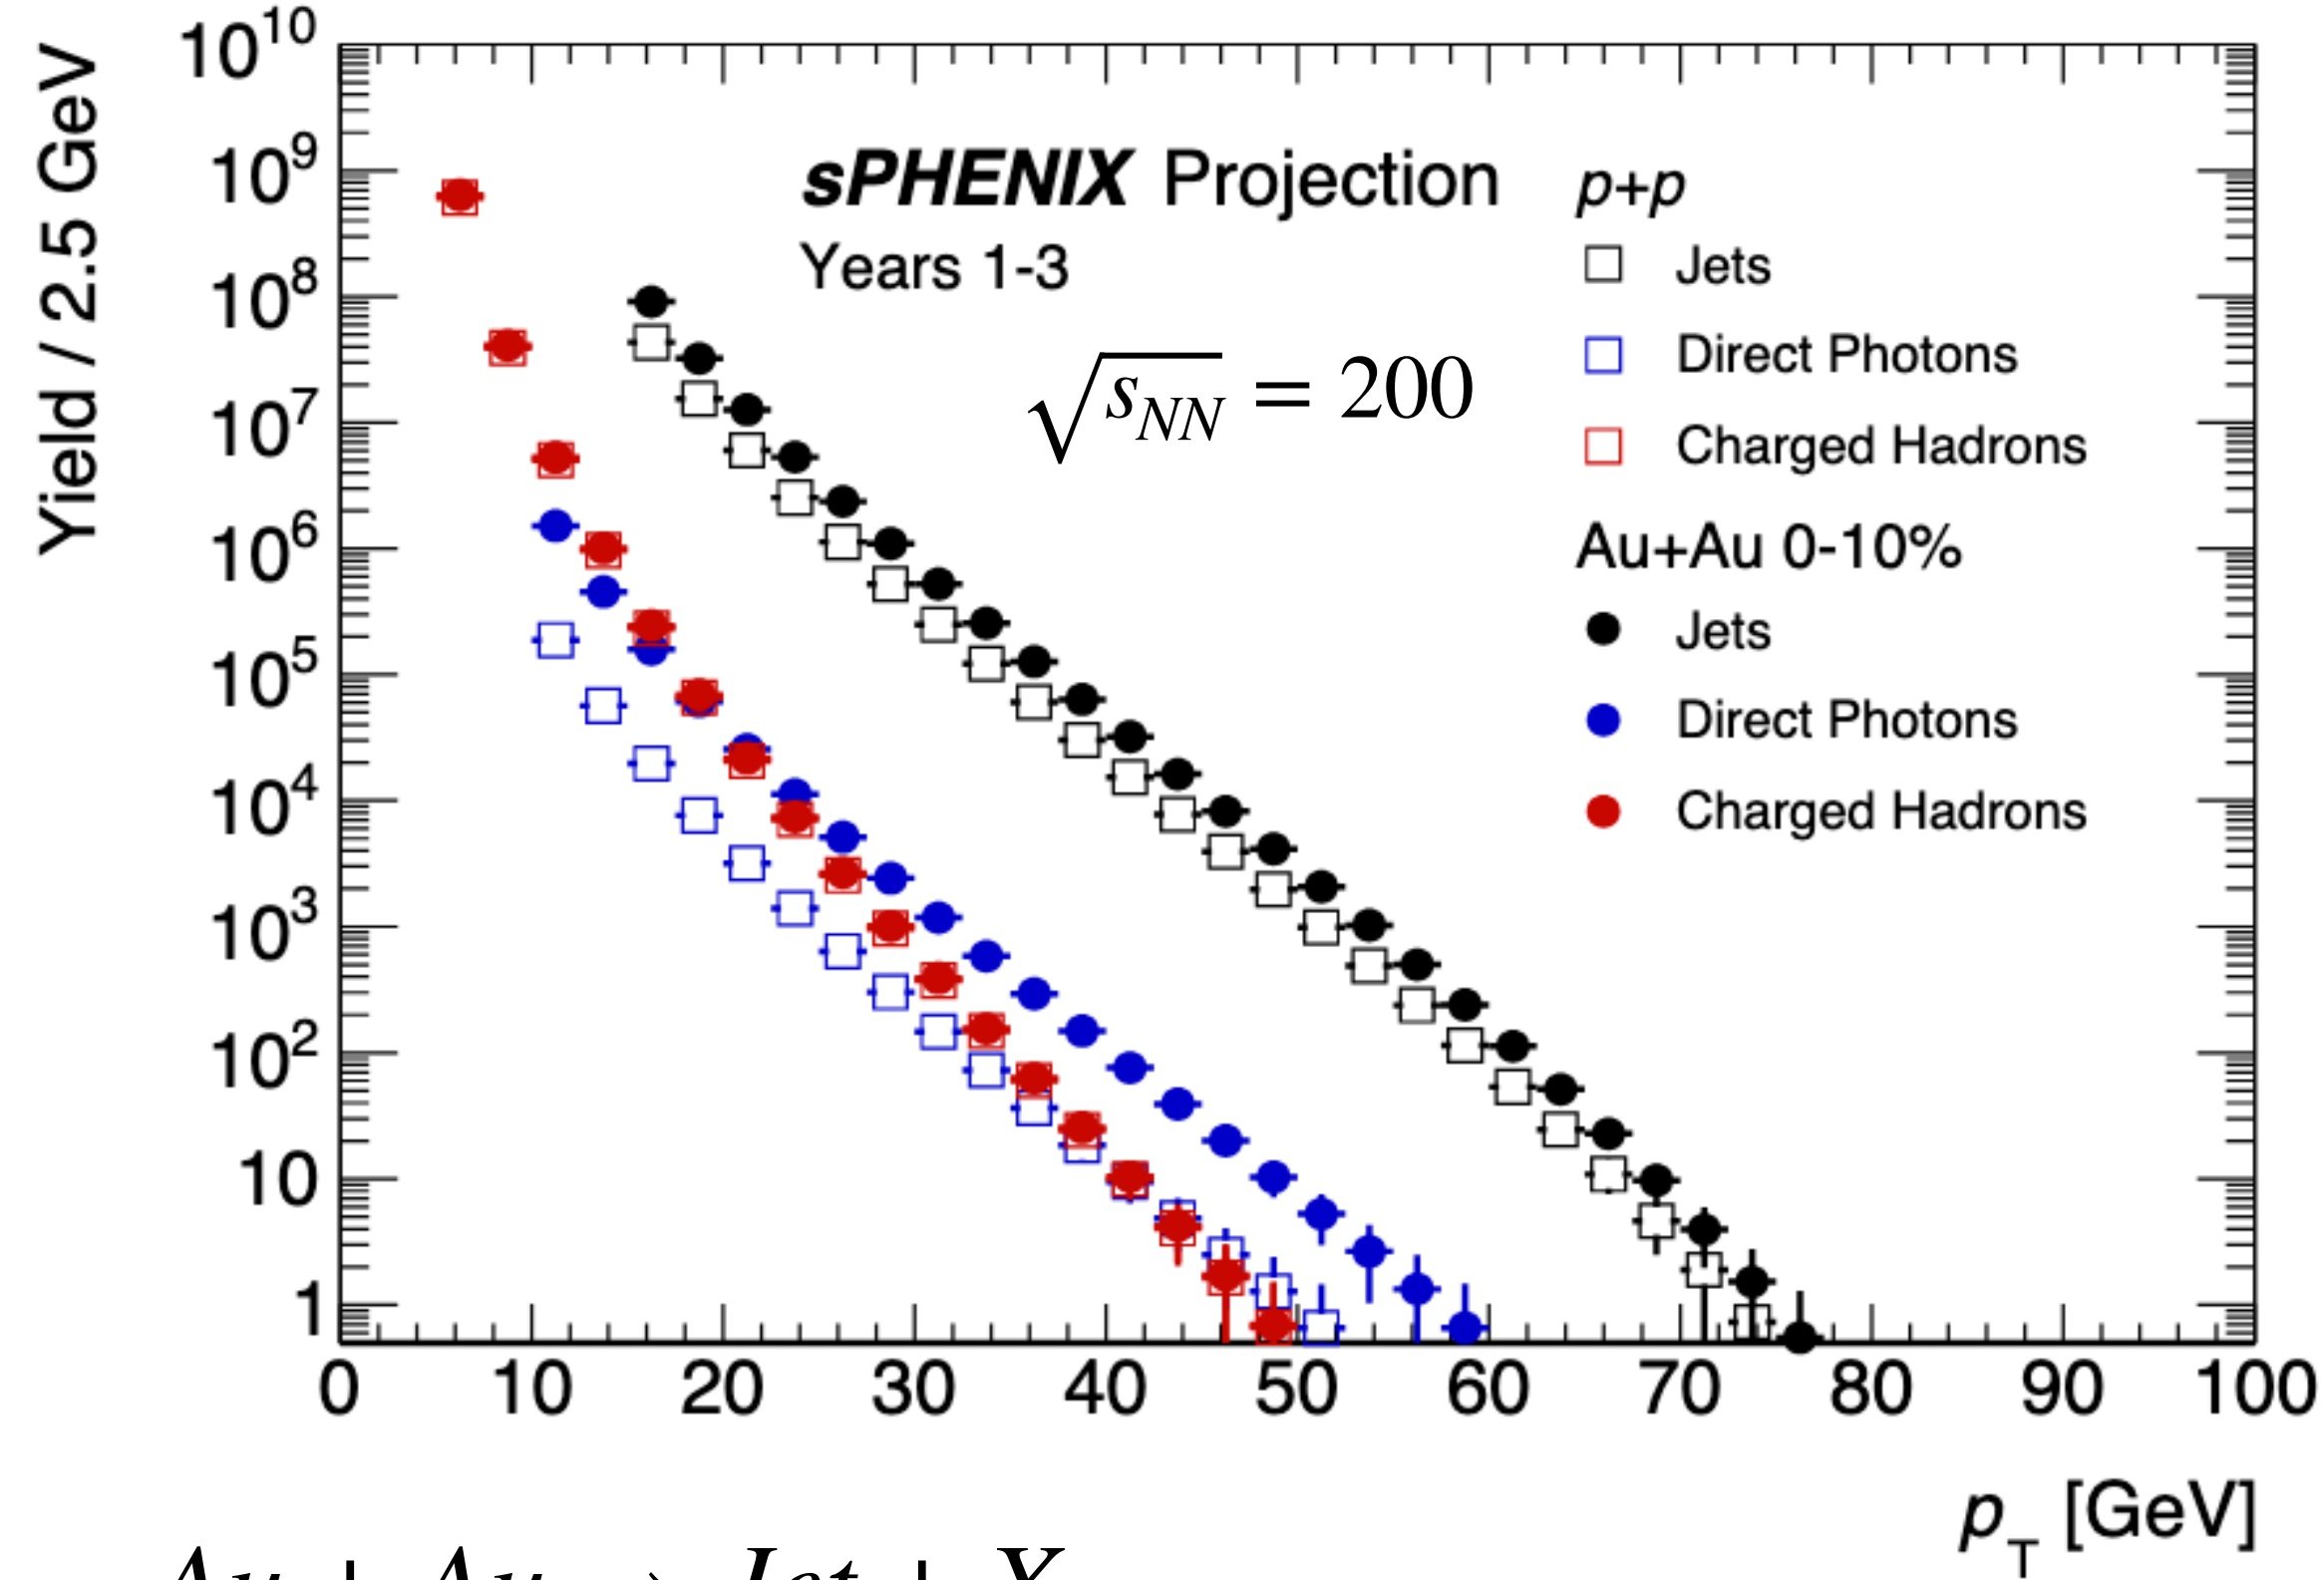 Yield / 2.5 GeV
10^10
10^9
10^8
10^7
10^6
10^5
10^4
10^3
10^2
10
1
sPHENIX Projection
Years 1-3
√s_NN = 200
p+p
Jets
Direct Photons
Charged Hadrons
Au+Au 0-10%
Jets
Direct Photons
Charged Hadrons
0 10 20 30 40 50 60 70 80 90 100
p_T [GeV]
Au + Au → Jet + X